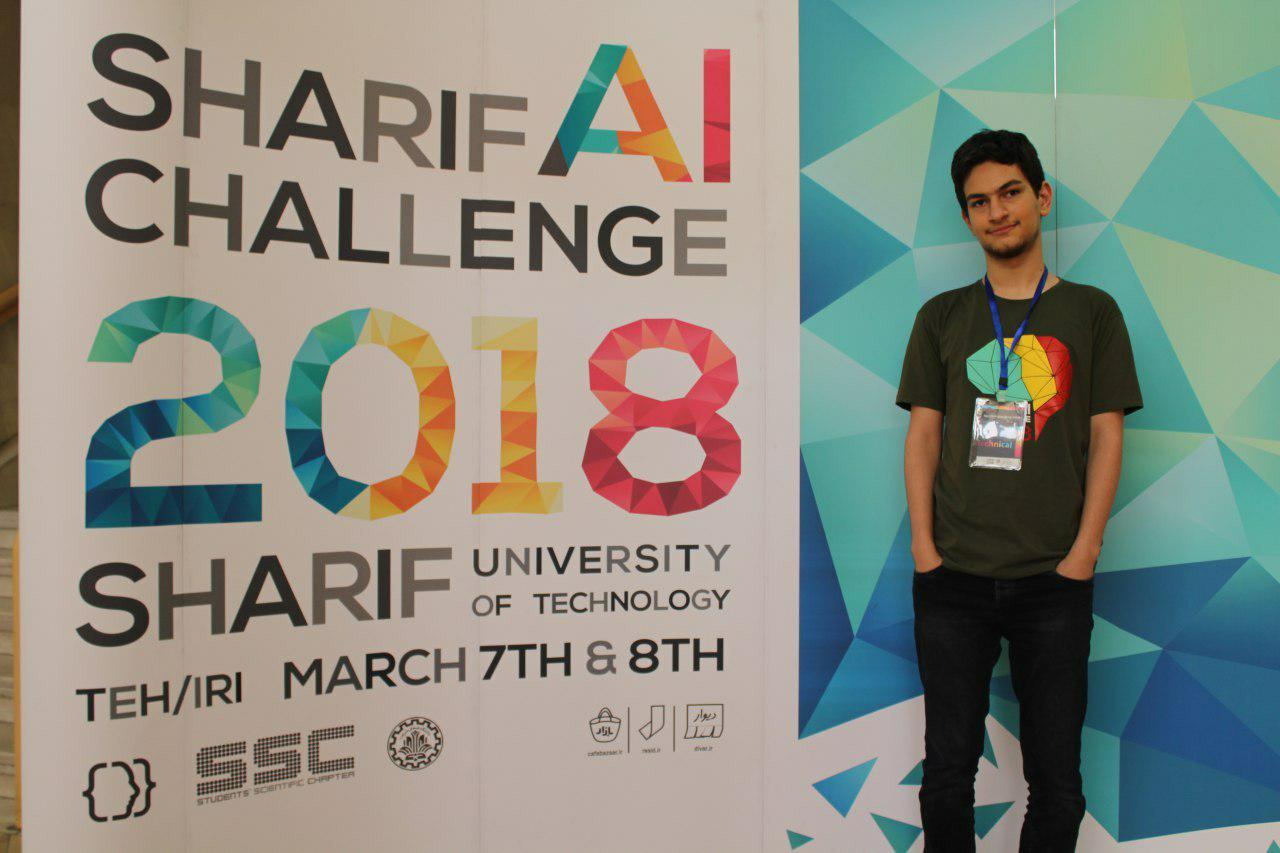 SHARIF AI
CHALLENGE
2018
SHARIF UNIVERSITY
OF TECHNOLOGY
TEH/IRI MARCH 7TH & 8TH
SSC
STUDENTS' SCIENTIFIC CHAPTER
بازار
cafebazaar.ir
دیوار
divar.ir
technical